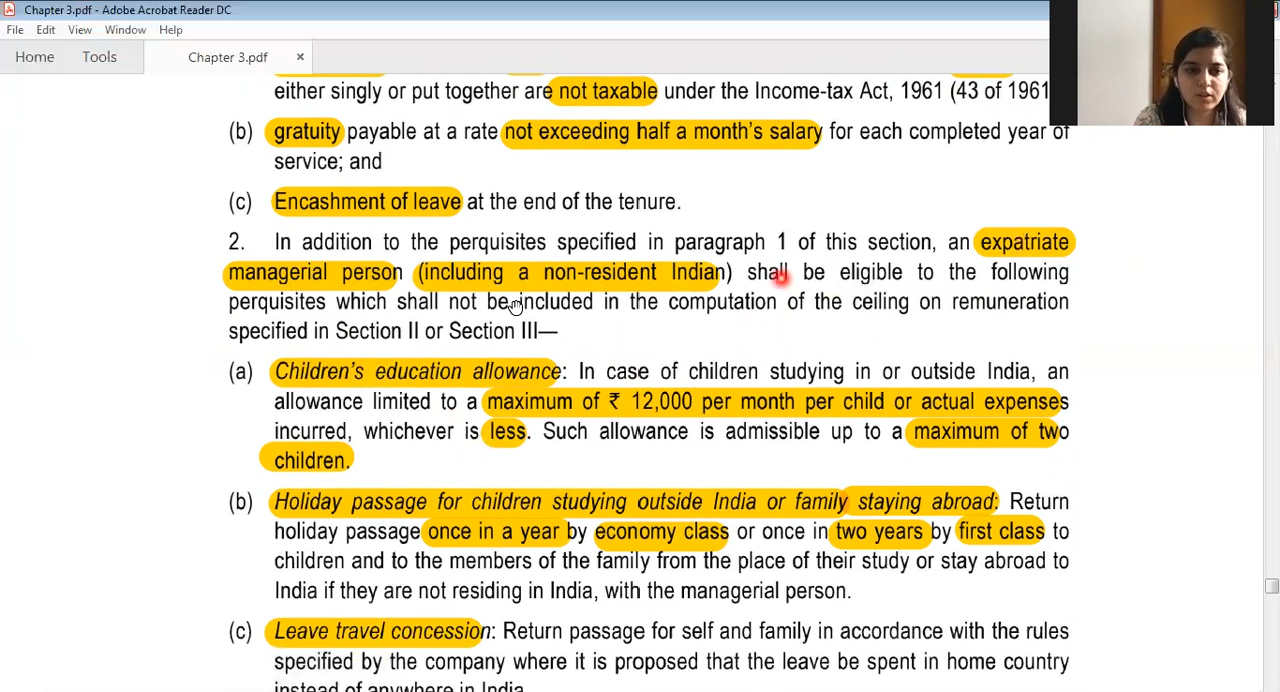 Chapter 3.pdf - Adobe Acrobat Reader DC
File Edit View Window Help
Home Tools Chapter 3.pdf ×
either singly or put together are not taxable under the Income-tax Act, 1961 (43 of 1961
(b) gratuity payable at a rate not exceeding half a month's salary for each completed year of
service; and
(c) Encashment of leave at the end of the tenure.
2. In addition to the perquisites specified in paragraph 1 of this section, an expatriate
managerial person (including a non-resident Indian) shall be eligible to the following
perquisites which shall not be included in the computation of the ceiling on remuneration
specified in Section II or Section III—
(a) Children's education allowance: In case of children studying in or outside India, an
allowance limited to a maximum of ₹ 12,000 per month per child or actual expenses
incurred, whichever is less. Such allowance is admissible up to a maximum of two
children.
(b) Holiday passage for children studying outside India or family staying abroad: Return
holiday passage once in a year by economy class or once in two years by first class to
children and to the members of the family from the place of their study or stay abroad to
India if they are not residing in India, with the managerial person.
(c) Leave travel concession: Return passage for self and family in accordance with the rules
specified by the company where it is proposed that the leave be spent in home country
instead of anywhere in India.